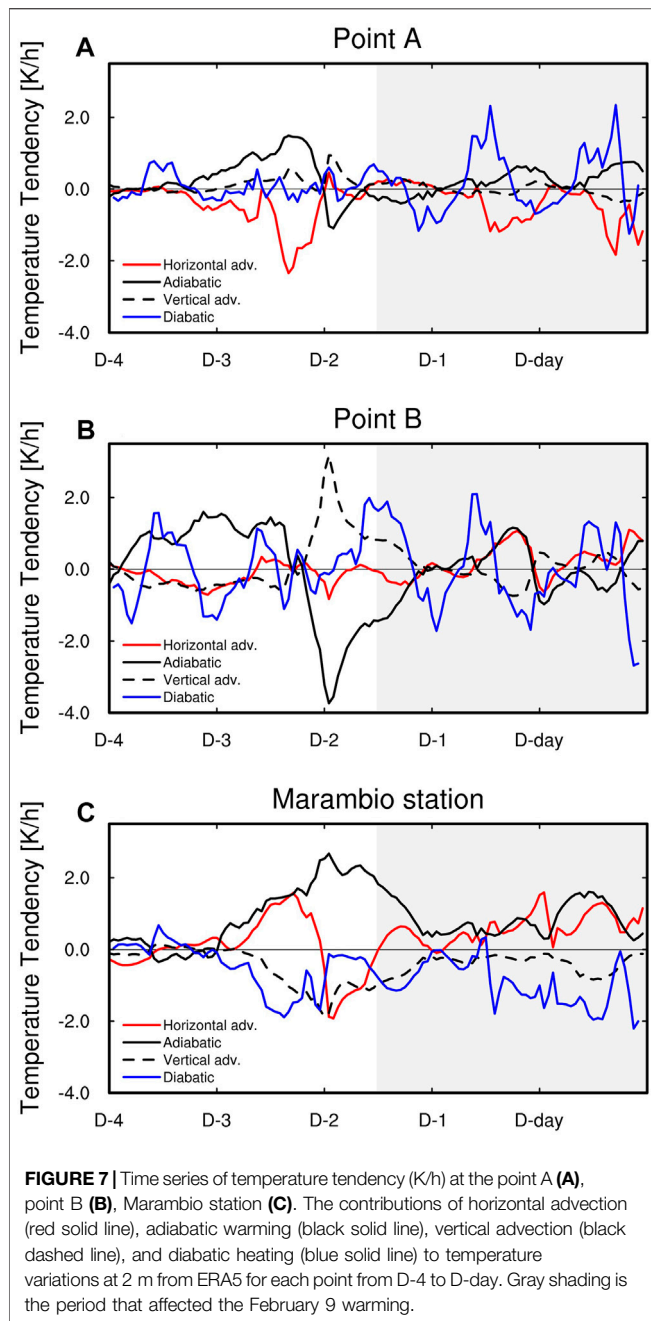 A
Point A
Temperature Tendency [K/h]
2.0
0.0
-2.0
-4.0
Horizontal adv.
Adiabatic
Vertical adv.
Diabatic
D-4
D-3
D-2
D-1
D-day
B
Point B
Temperature Tendency [K/h]
2.0
0.0
-2.0
-4.0
Horizontal adv.
Adiabatic
Vertical adv.
Diabatic
D-4
D-3
D-2
D-1
D-day
C
Marambio station
Temperature Tendency [K/h]
2.0
0.0
-2.0
-4.0
Horizontal adv.
Adiabatic
Vertical adv.
Diabatic
D-4
D-3
D-2
D-1
D-day
FIGURE 7 | Time series of temperature tendency (K/h) at the point A (A),
point B (B), Marambio station (C). The contributions of horizontal advection
(red solid line), adiabatic warming (black solid line), vertical advection (black
dashed line), and diabatic heating (blue solid line) to temperature
variations at 2 m from ERA5 for each point from D-4 to D-day. Gray shading is
the period that affected the February 9 warming.